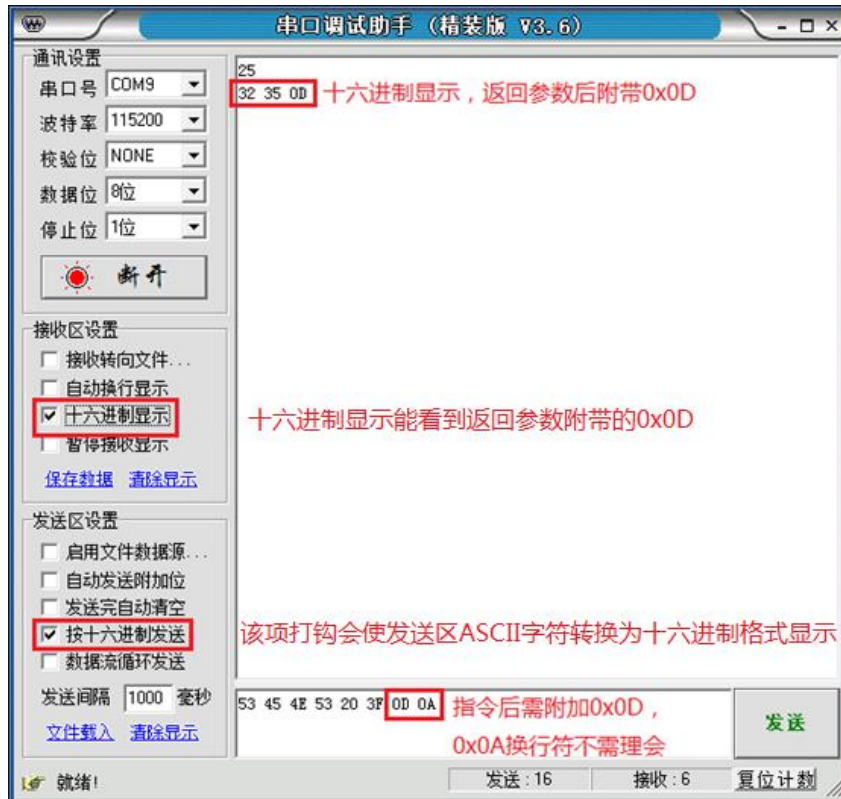 串口调试助手（精装版 V3.6）
通讯设置
串口号 COM9
波特率 115200
校验位 NONE
数据位 8位
停止位 1位
断开
接收区设置
接收转向文件...
自动换行显示
十六进制显示
暂停接收显示
保存数据 清除显示
发送区设置
启用文件数据源...
自动发送附加位
发送完自动清空
按十六进制发送
数据流循环发送
发送间隔 1000 毫秒
文件载入 清除显示
25
32 35 0D 十六进制显示，返回参数后附带0x0D
十六进制显示能看到返回参数附带的0x0D
该项打钩会使发送区ASCII字符转换为十六进制格式显示
53 45 4E 53 20 3F 0D 0A 指令后需附加0x0D，
0x0A换行符不需理会
发送
就绪！ 发送：16 接收：6 复位计数